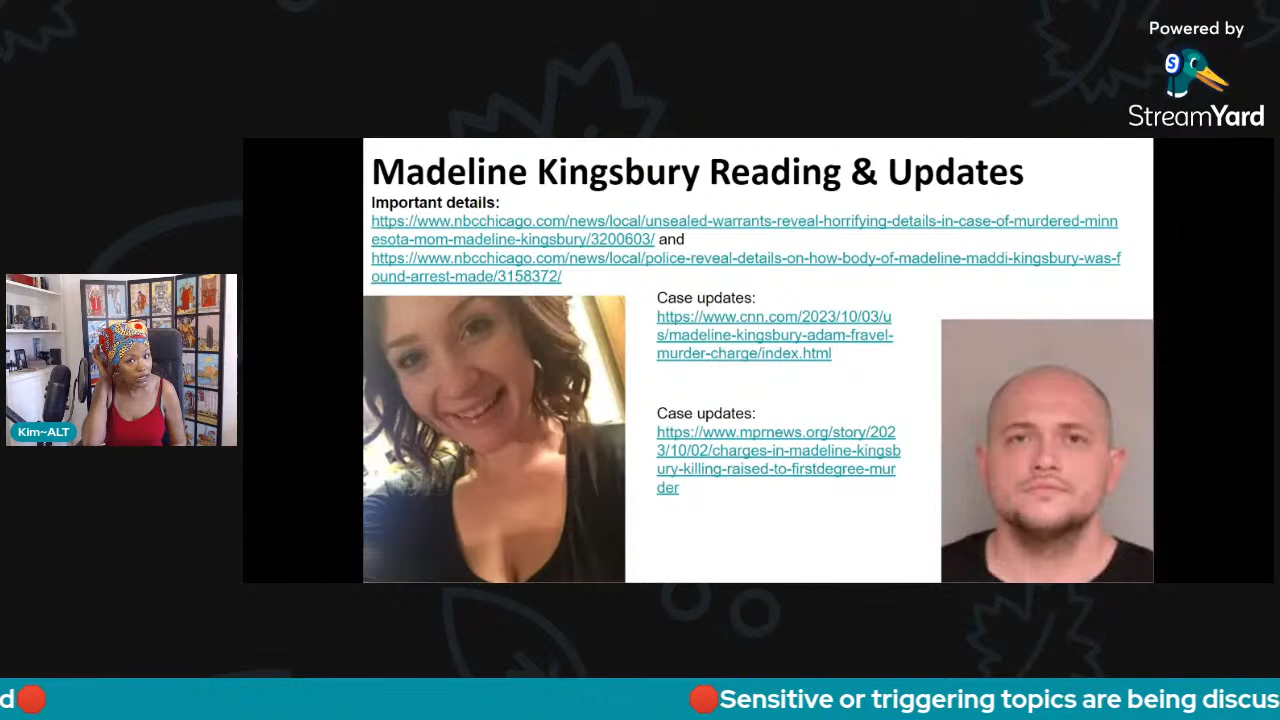 Powered by
S
StreamYard
Madeline Kingsbury Reading & Updates
Important details:
https://www.nbcchicago.com/news/local/unsealed-warrants-reveal-horrifying-details-in-case-of-murdered-minn
esota-mom-madeline-kingsbury/3200603/ and
https://www.nbcchicago.com/news/local/police-reveal-details-on-how-body-of-madeline-maddi-kingsbury-was-f
ound-arrest-made/3158372/
Case updates:
https://www.cnn.com/2023/10/03/u
s/madeline-kingsbury-adam-fravel-
murder-charge/index.html
Case updates:
https://www.mprnews.org/story/202
3/10/02/charges-in-madeline-kingsb
ury-killing-raised-to-firstdegree-mur
der
Kim~ALT
d🔴 🔴Sensitive or triggering topics are being discus